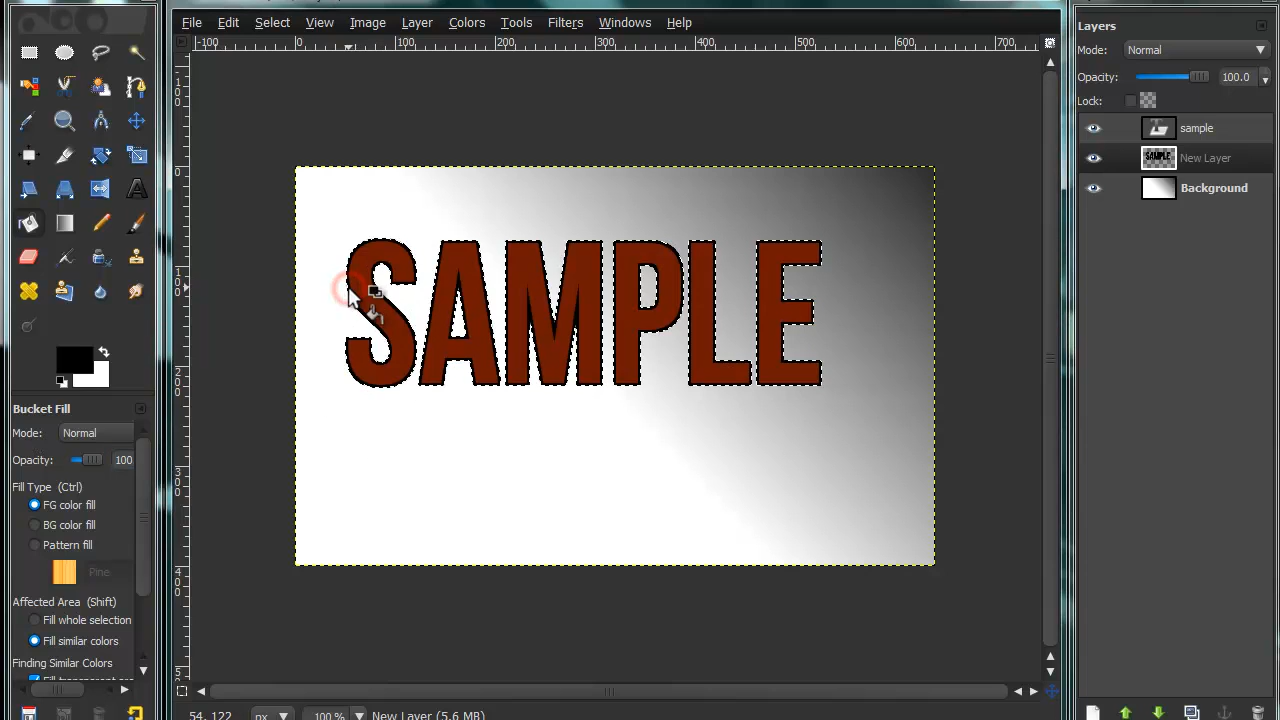 File Edit Select View Image Layer Colors Tools Filters Windows Help
-100 0 100 200 300 400 500 600 700
Layers
Mode: Normal
Opacity: 100.0
Lock:
sample
SAMPLE New Layer
Background
SAMPLE
Bucket Fill
Mode: Normal
Opacity: 100
Fill Type (Ctrl)
FG color fill
BG color fill
Pattern fill
Pine
Affected Area (Shift)
Fill whole selection
Fill similar colors
Finding Similar Colors
54, 122 px 100 % New Layer (5.6 MB)